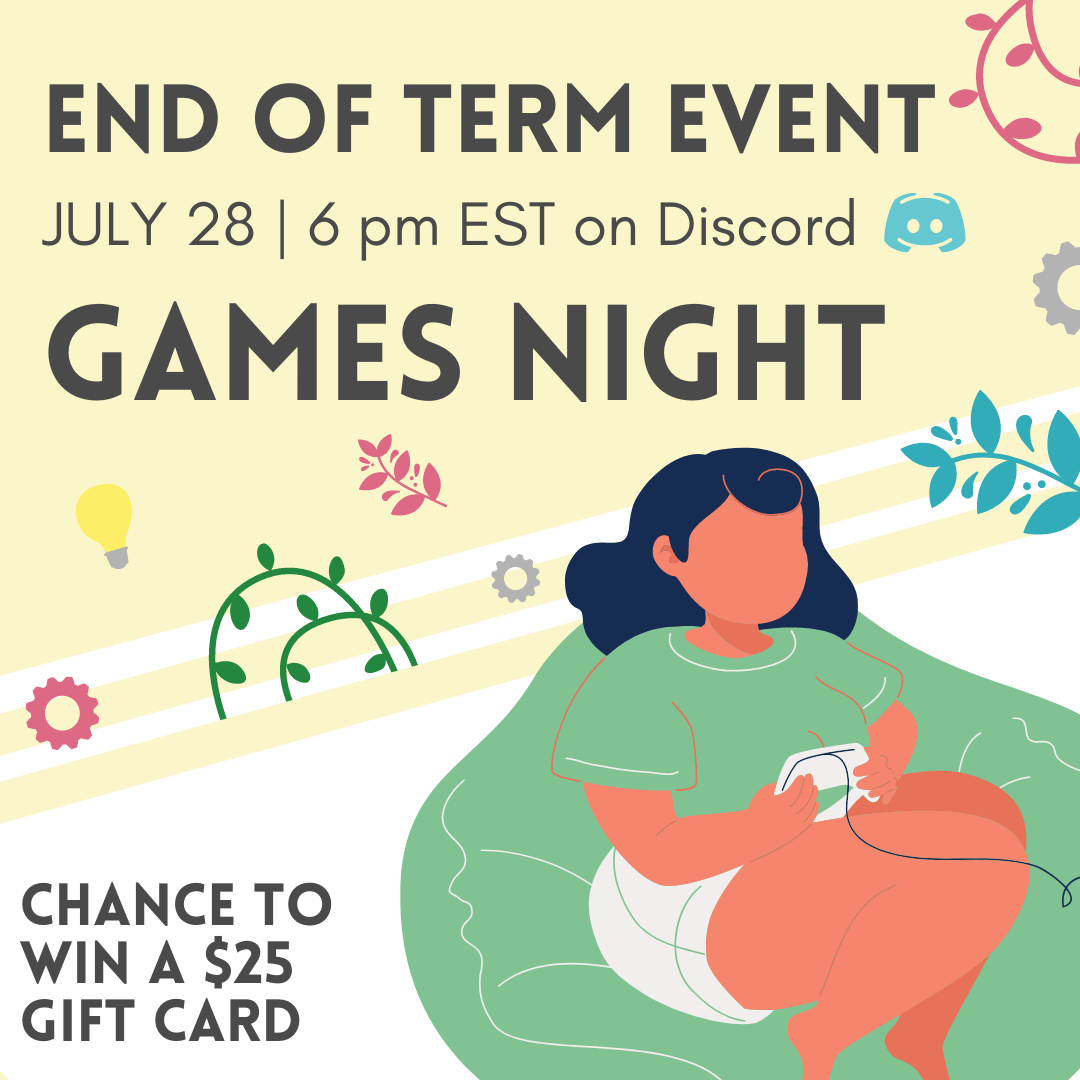 END OF TERM EVENT
JULY 28 | 6 pm EST on Discord
GAMES NIGHT
CHANCE TO
WIN A $25
GIFT CARD